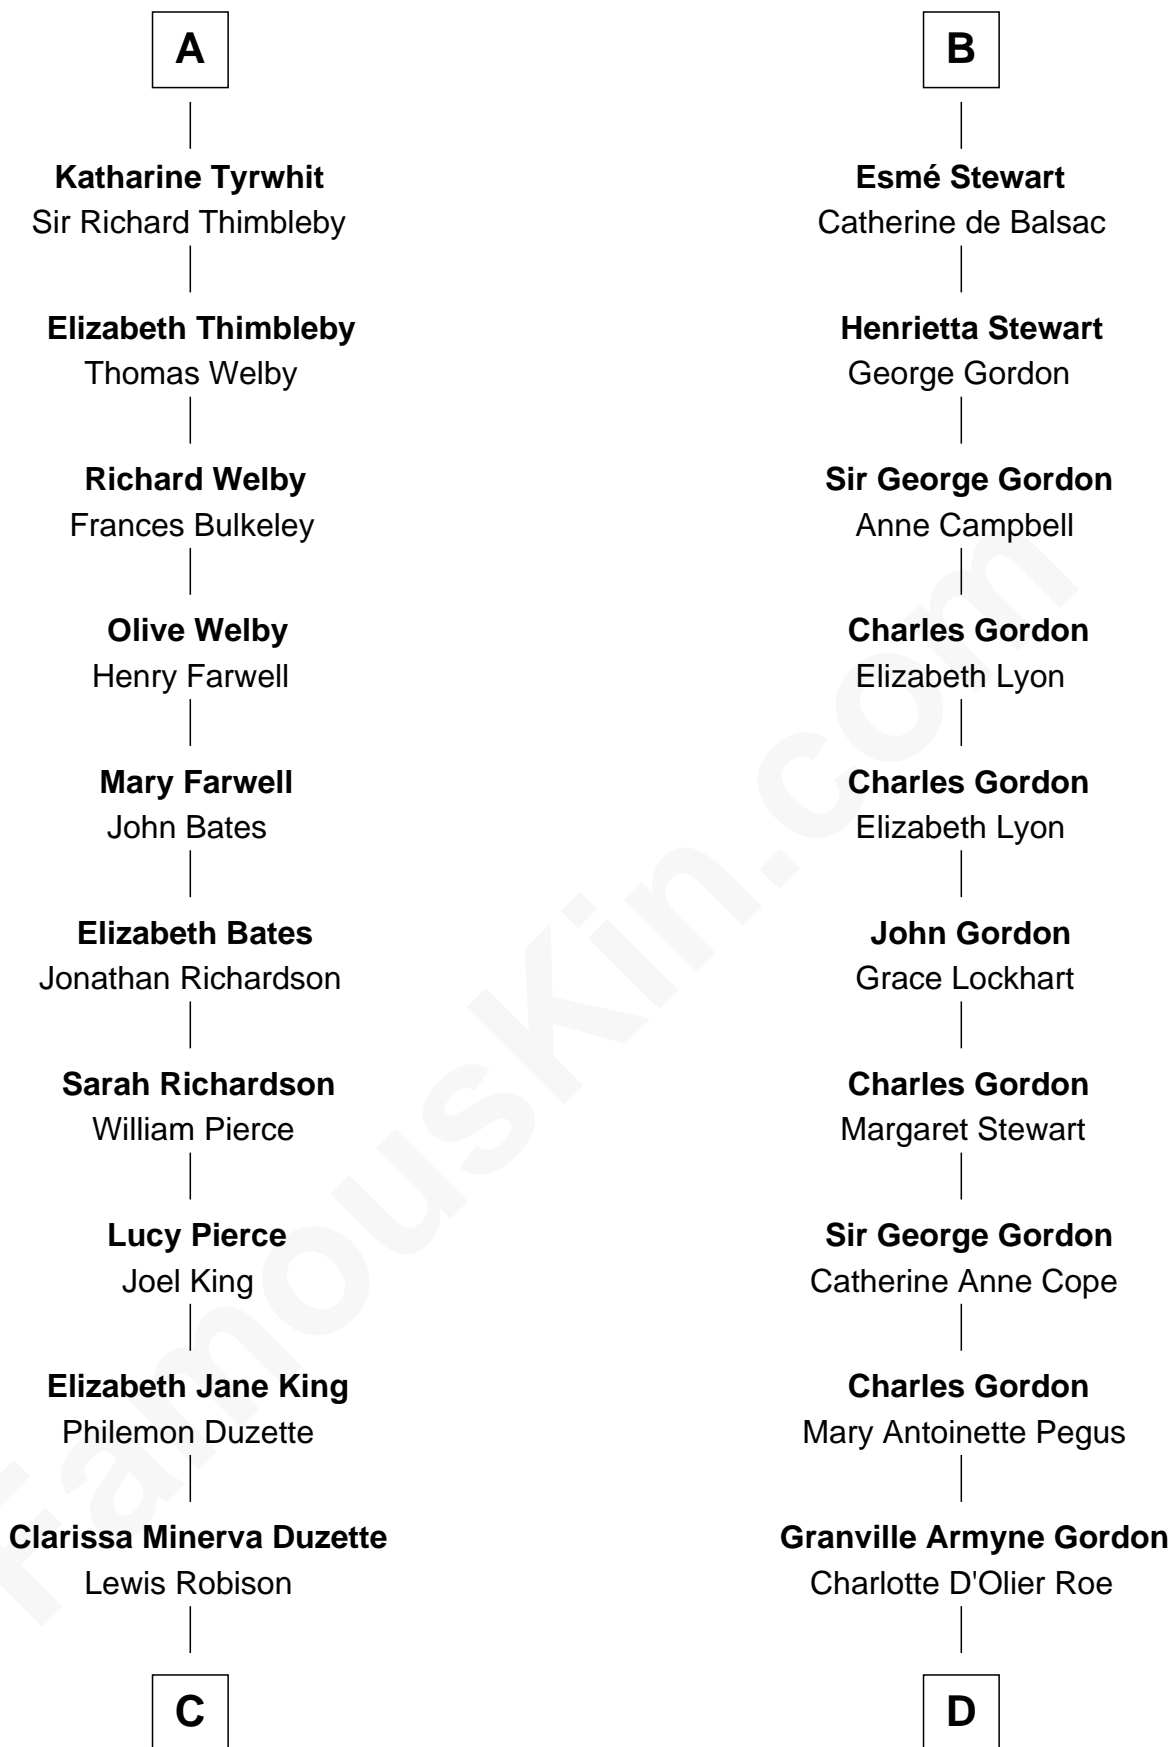 A
Katharine Tyrwhit
Sir Richard Thimbleby
Elizabeth Thimbleby
Thomas Welby
Richard Welby
Frances Bulkeley
Olive Welby
Henry Farwell
Mary Farwell
John Bates
Elizabeth Bates
Jonathan Richardson
Sarah Richardson
William Pierce
Lucy Pierce
Joel King
Elizabeth Jane King
Philemon Duzette
Clarissa Minerva Duzette
Lewis Robison
C
B
Esmé Stewart
Catherine de Balsac
Henrietta Stewart
George Gordon
Sir George Gordon
Anne Campbell
Charles Gordon
Elizabeth Lyon
Charles Gordon
Elizabeth Lyon
John Gordon
Grace Lockhart
Charles Gordon
Margaret Stewart
Sir George Gordon
Catherine Anne Cope
Charles Gordon
Mary Antoinette Pegus
Granville Armyne Gordon
Charlotte D'Olier Roe
D
FamousKin.com